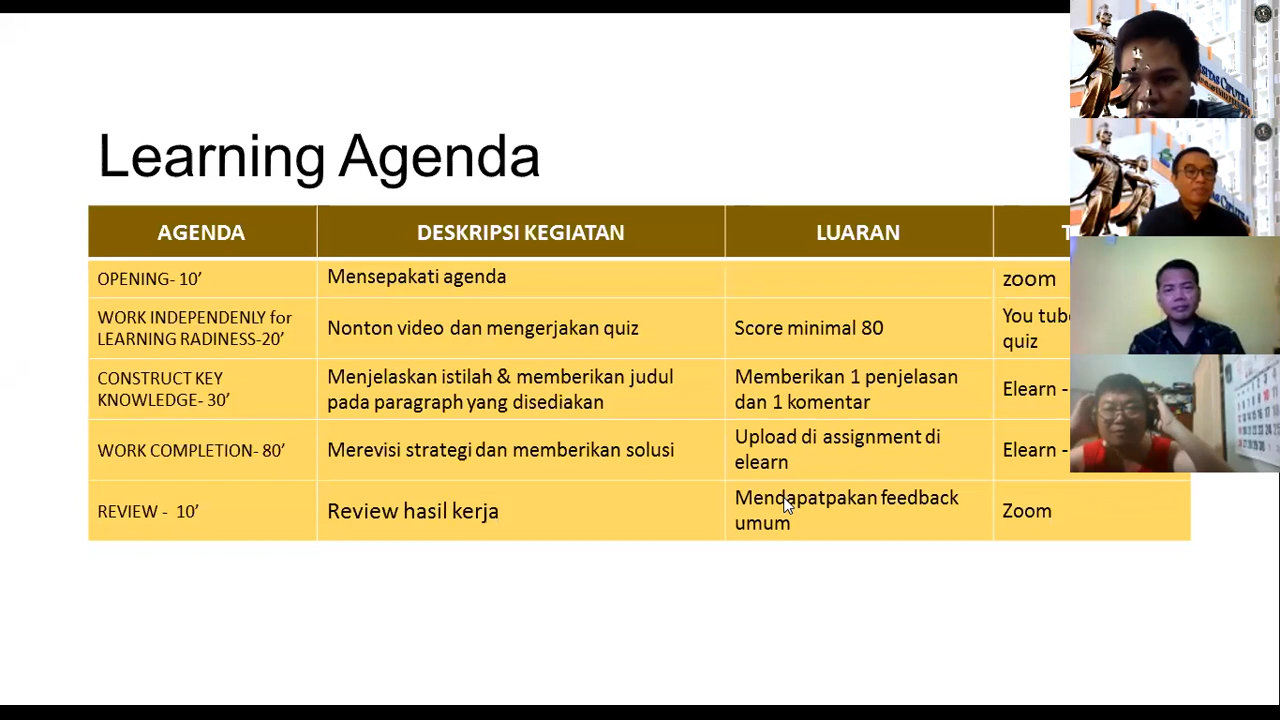 Learning Agenda
AGENDA
DESKRIPSI KEGIATAN
LUARAN
OPENING- 10’
Mensepakati agenda
zoom
WORK INDEPENDENLY for
LEARNING RADINESS-20’
Nonton video dan mengerjakan quiz
Score minimal 80
You tube
quiz
CONSTRUCT KEY
KNOWLEDGE- 30’
Menjelaskan istilah & memberikan judul
pada paragraph yang disediakan
Memberikan 1 penjelasan
dan 1 komentar
Elearn -
WORK COMPLETION- 80’
Merevisi strategi dan memberikan solusi
Upload di assignment di
elearn
Elearn -
REVIEW - 10’
Review hasil kerja
Mendapatpakan feedback
umum
Zoom